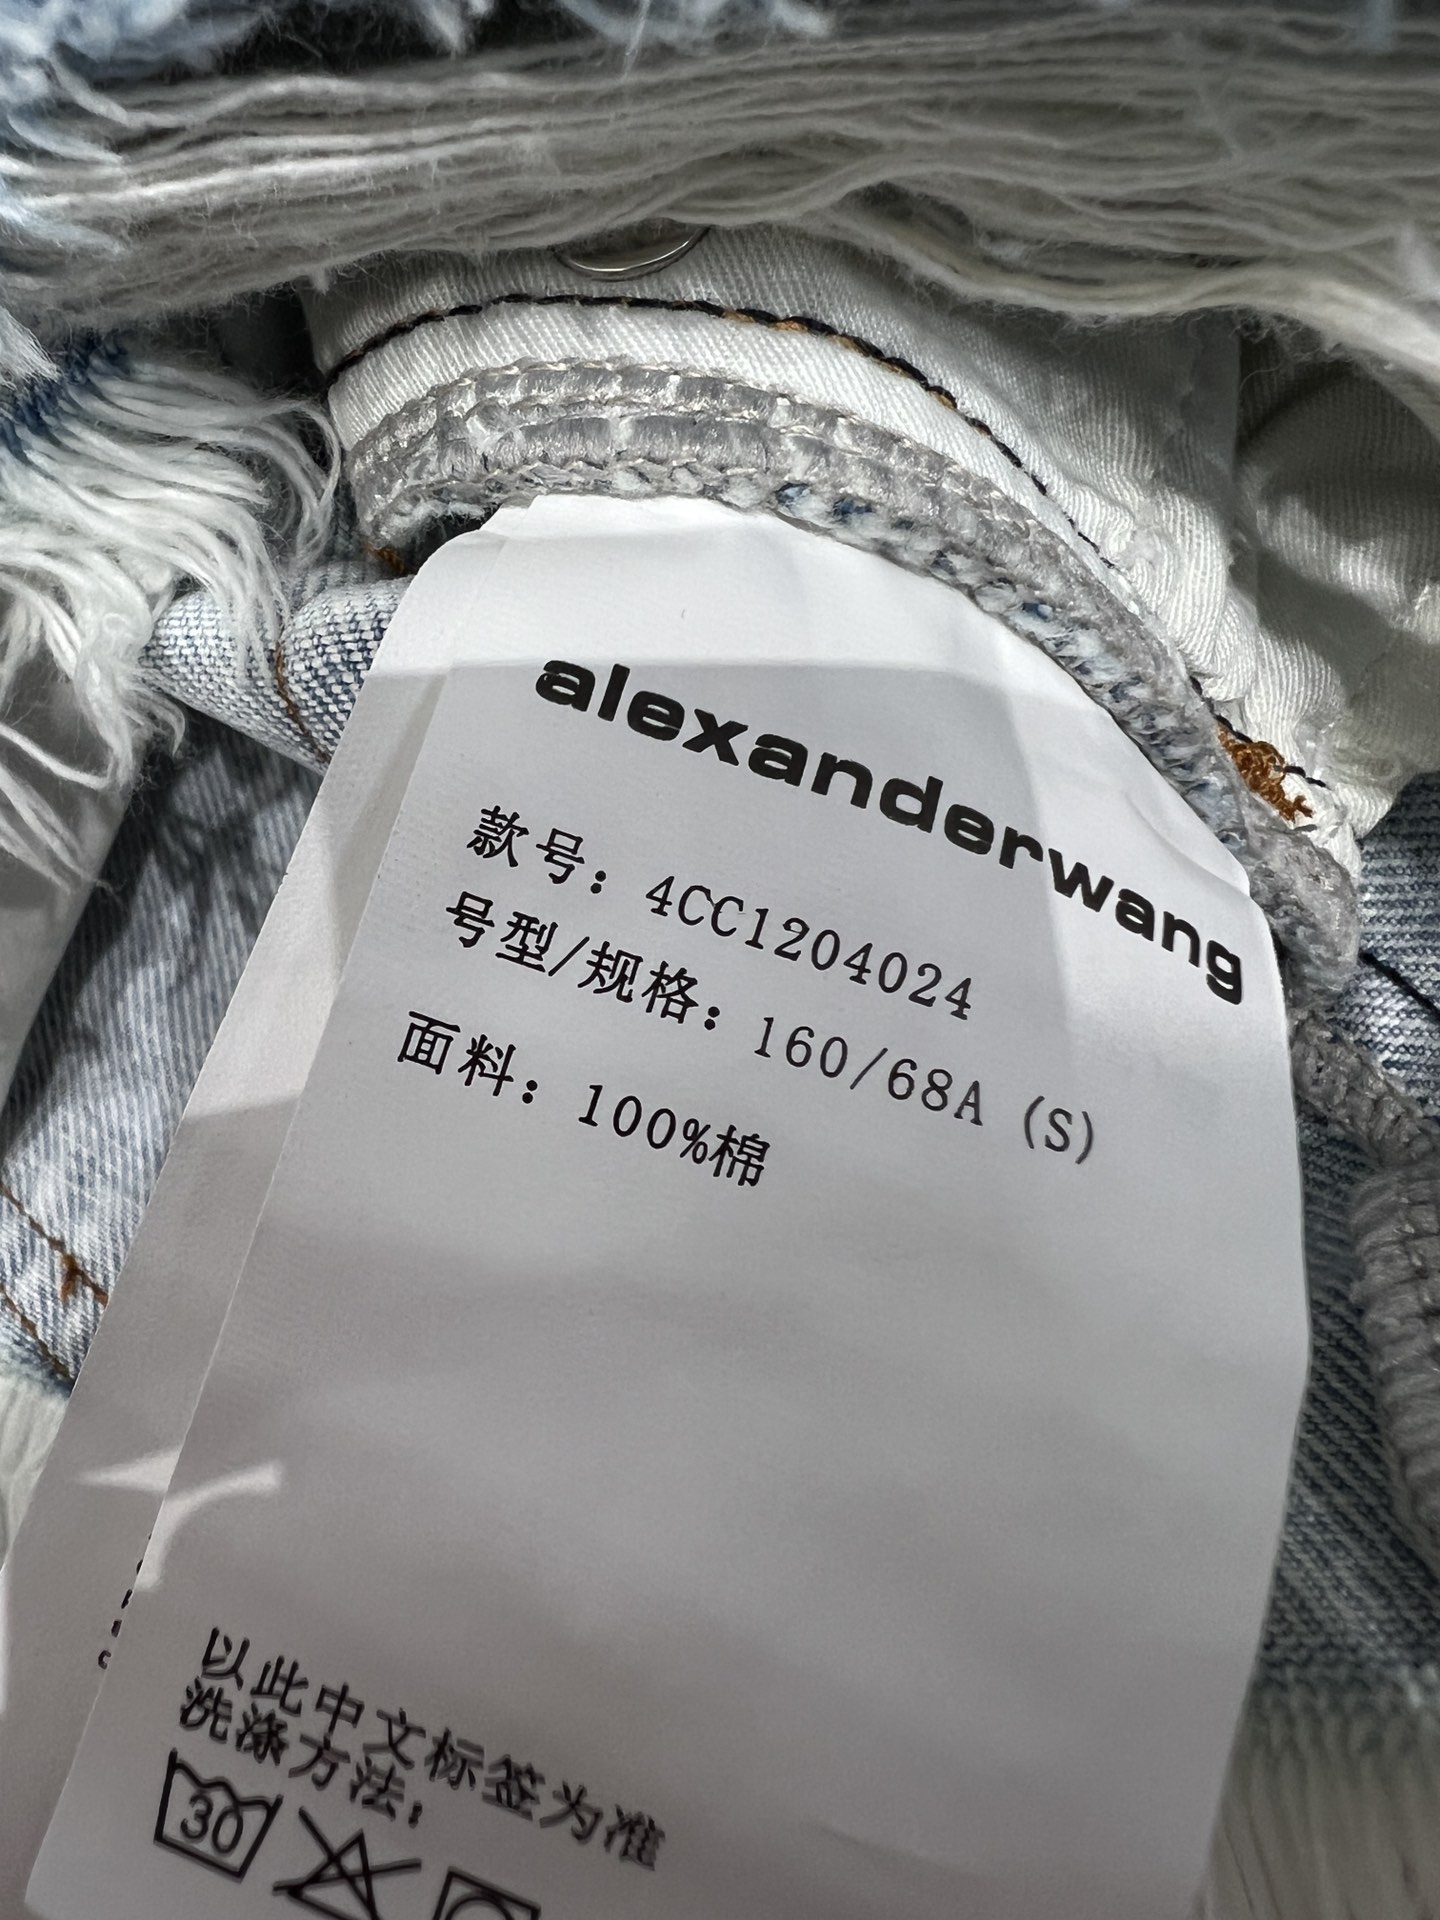 alexanderwang
款号：4CC1204024
号型/规格：160/68A (S)
面料：100%棉
以此中文标签为准
洗涤方法：
30